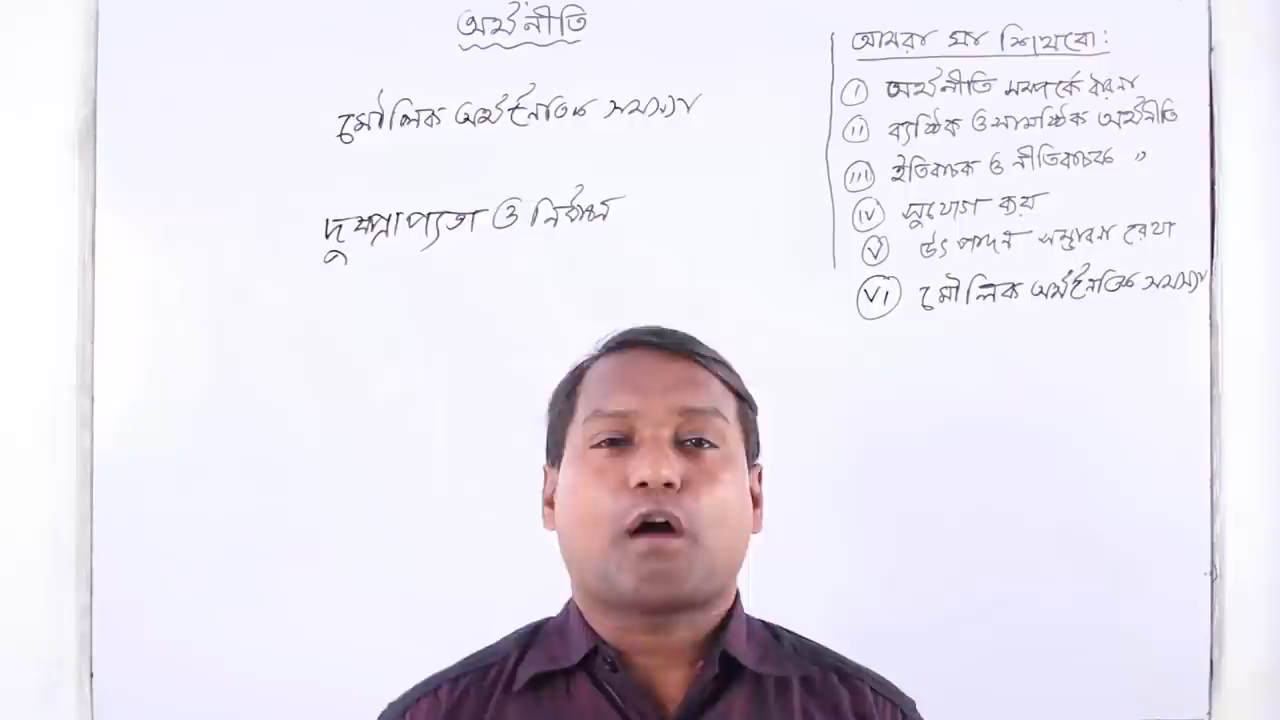 অর্থনীতি
মৌলিক অর্থনৈতিক সমস্যা
দুষ্প্রাপ্যতা ও নির্বাচন
আমরা যা শিখবো:
(i) অর্থনীতি সম্পর্কে ধারনা
(ii) ব্যষ্টিক ও সামষ্টিক অর্থনীতি
(iii) ইতিবাচক ও নীতিবাচক "
(iv) সুযোগ ব্যয়
(v) উৎপাদন সম্ভাবনা রেখা
(vi) মৌলিক অর্থনৈতিক সমস্যা